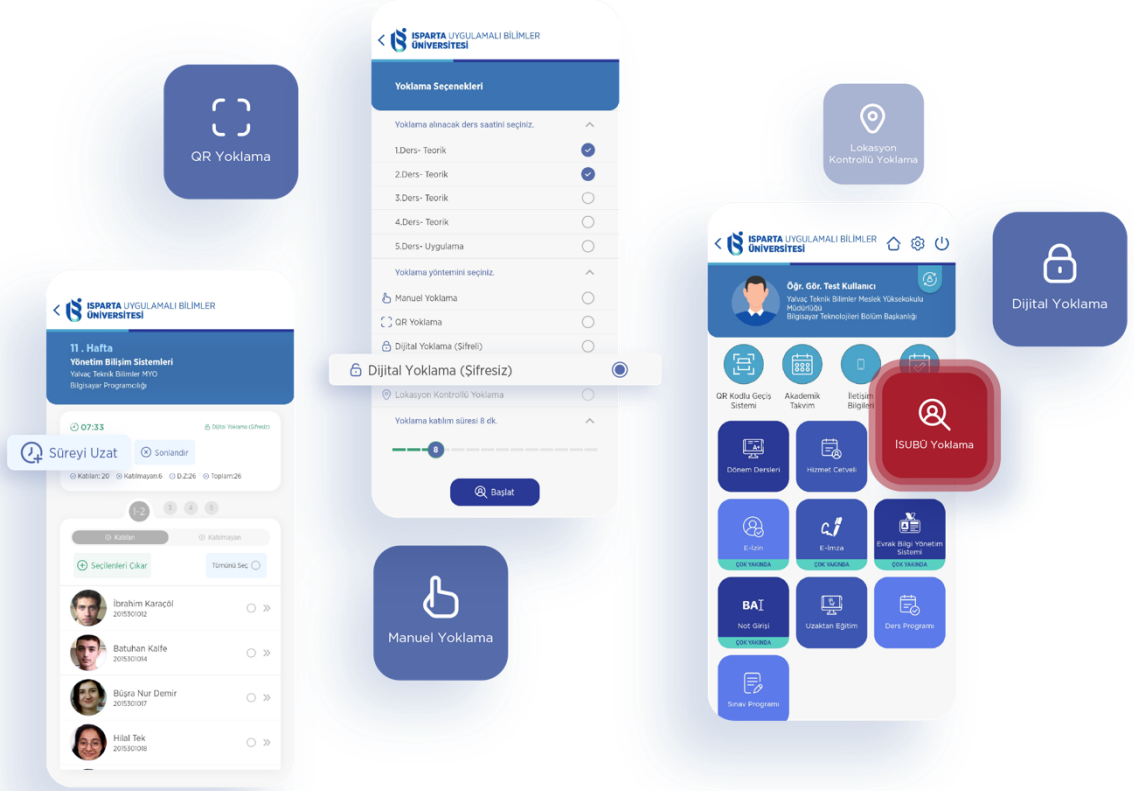 QR Yoklama
ISPARTA UYGULAMALI BİLİMLER
ÜNİVERSİTESİ
11 . Hafta
Yönetim Bilişim Sistemleri
Yalvaç Teknik Bilimler MYO
Bilgisayar Programcılığı
07:33
Dijital Yoklama (Şifresiz)
Süreyi Uzat
Sonlandır
Katılan: 20 Katılmayan:6 D.Z:26 Toplam:26
1-2 3 4 5
Katılan Katılmayan
Seçilenleri Çıkar Tümünü Seç
İbrahim Karaçöl
2015301012
Batuhan Kalfe
2015301014
Büşra Nur Demir
2015301017
Hilal Tek
2015301018
ISPARTA UYGULAMALI BİLİMLER
ÜNİVERSİTESİ
Yoklama Seçenekleri
Yoklama alınacak ders saatini seçiniz.
1.Ders- Teorik
2.Ders- Teorik
3.Ders- Teorik
4.Ders- Teorik
5.Ders- Uygulama
Yoklama yöntemini seçiniz.
Manuel Yoklama
QR Yoklama
Dijital Yoklama (Şifreli)
Dijital Yoklama (Şifresiz)
Lokasyon Kontrollü Yoklama
Yoklama katılım süresi 8 dk.
8
Başlat
Manuel Yoklama
Lokasyon
Kontrollü Yoklama
ISPARTA UYGULAMALI BİLİMLER
ÜNİVERSİTESİ
Öğr. Gör. Test Kullanıcı
Yalvaç Teknik Bilimler Meslek Yüksekokulu
Müdürlüğü
Bilgisayar Teknolojileri Bölüm Başkanlığı
QR Kodlu Geçiş
Sistemi
Akademik
Takvim
İletişim
Bilgileri
Dijital Yoklama
İSUBÜ Yoklama
Dönem Dersleri
Hizmet Cetveli
E-İzin
ÇOK YAKINDA
E-İmza
ÇOK YAKINDA
Evrak Bilgi Yönetim
Sistemi
ÇOK YAKINDA
BAI
Not Girişi
ÇOK YAKINDA
Uzaktan Eğitim
Ders Programı
Sınav Programı